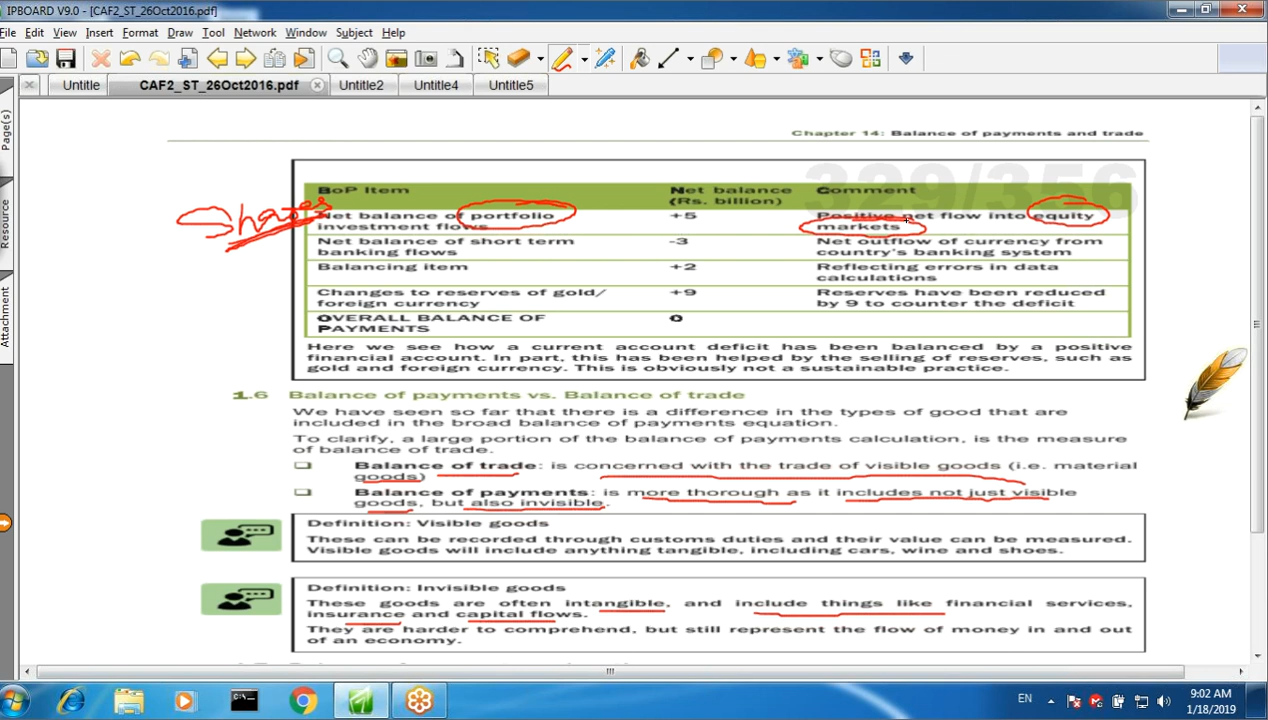 IPBOARD V9.0 - [CAF2_ST_26Oct2016.pdf]
File Edit View Insert Format Draw Tool Network Window Subject Help
Untitle CAF2_ST_26Oct2016.pdf Untitle2 Untitle4 Untitle5
Page(s)
Resource
Attachment
Chapter 14: Balance of payments and trade
329/356
BoP Item Net balance (Rs. billion) Comment
Shares
Net balance of portfolio investment flows +5 Positive net flow into equity markets
Net balance of short term banking flows -3 Net outflow of currency from country's banking system
Balancing item +2 Reflecting errors in data calculations
Changes to reserves of gold/ foreign currency +9 Reserves have been reduced by 9 to counter the deficit
OVERALL BALANCE OF PAYMENTS 0
Here we see how a current account deficit has been balanced by a positive
financial account. In part, this has been helped by the selling of reserves, such as
gold and foreign currency. This is obviously not a sustainable practice.
1.6 Balance of payments vs. Balance of trade
We have seen so far that there is a difference in the types of good that are
included in the broad balance of payments equation.
To clarify, a large portion of the balance of payments calculation, is the measure
of balance of trade.
Balance of trade: is concerned with the trade of visible goods (i.e. material
goods)
Balance of payments: is more thorough as it includes not just visible
goods, but also invisible.
Definition: Visible goods
These can be recorded through customs duties and their value can be measured.
Visible goods will include anything tangible, including cars, wine and shoes.
Definition: Invisible goods
These goods are often intangible, and include things like financial services,
insurance and capital flows.
They are harder to comprehend, but still represent the flow of money in and out
of an economy.
EN
9:02 AM
1/18/2019